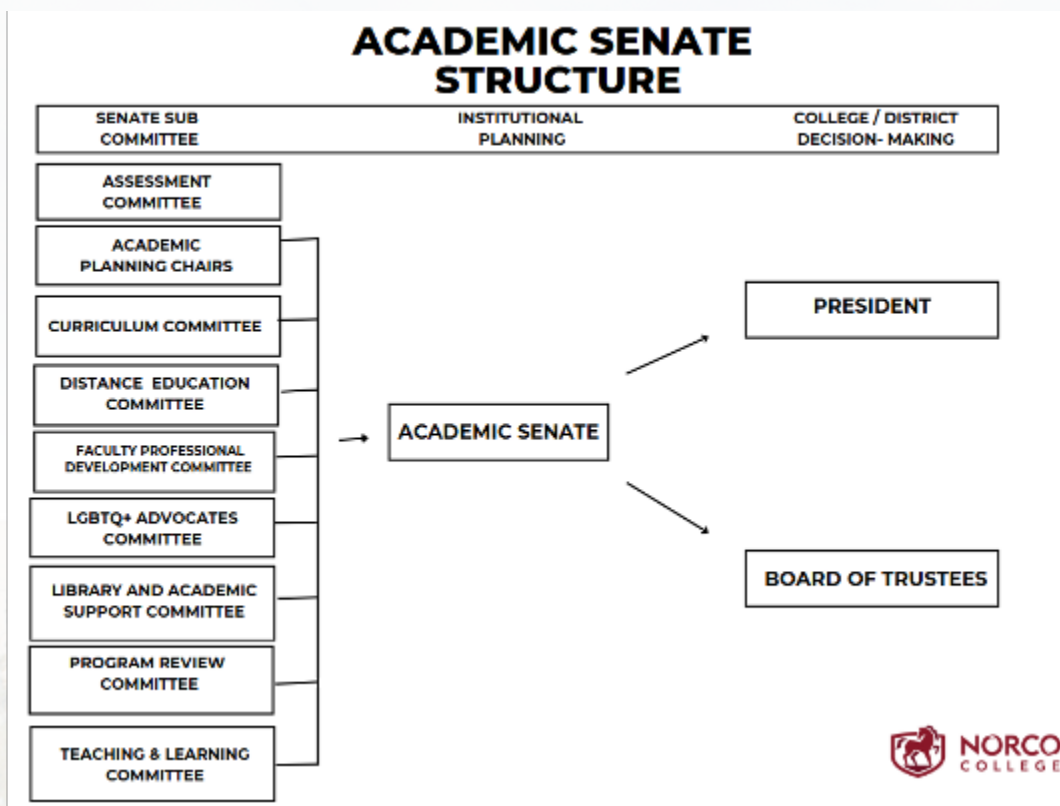 ACADEMIC SENATE
STRUCTURE
SENATE SUB
COMMITTEE
INSTITUTIONAL
PLANNING
COLLEGE / DISTRICT
DECISION- MAKING
ASSESSMENT
COMMITTEE
ACADEMIC
PLANNING CHAIRS
CURRICULUM COMMITTEE
DISTANCE EDUCATION
COMMITTEE
FACULTY PROFESSIONAL
DEVELOPMENT COMMITTEE
LGBTQ+ ADVOCATES
COMMITTEE
LIBRARY AND ACADEMIC
SUPPORT COMMITTEE
PROGRAM REVIEW
COMMITTEE
TEACHING & LEARNING
COMMITTEE
ACADEMIC SENATE
PRESIDENT
BOARD OF TRUSTEES
NORCO
COLLEGE